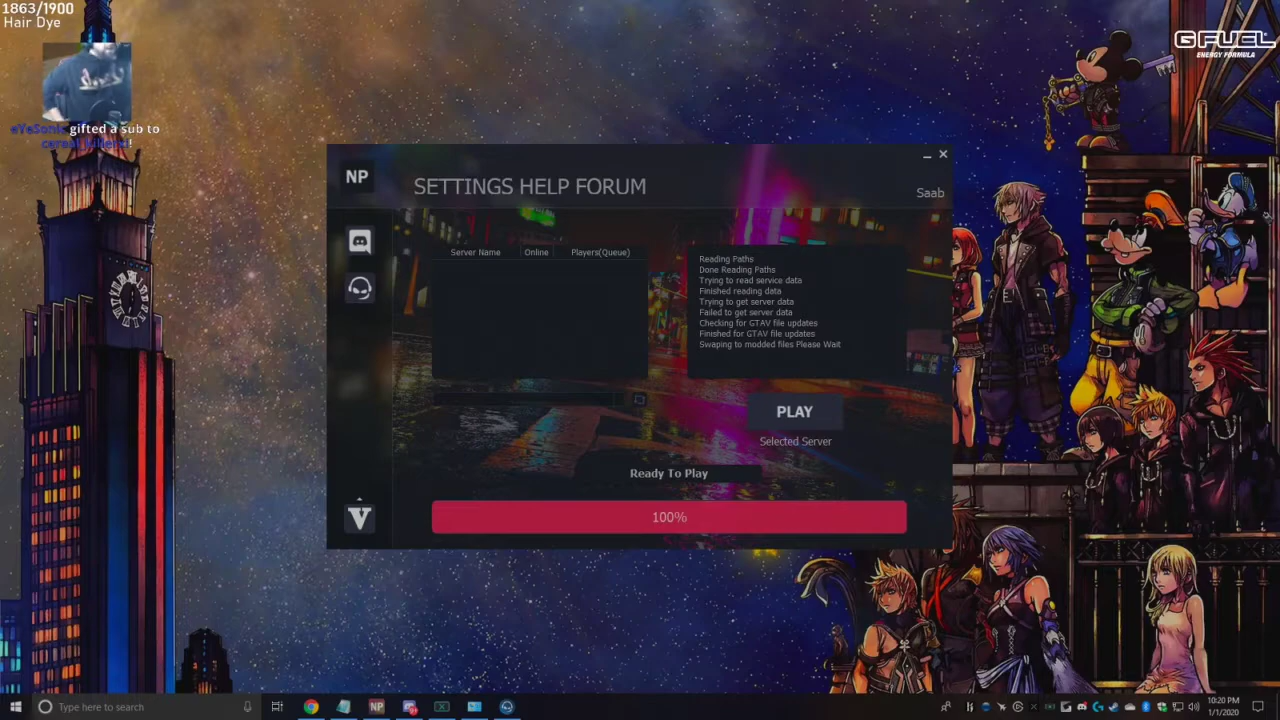 1863/1900
Hair Dye
GFUEL
ENERGY FORMULA
eYeSonic gifted a sub to
!
NP
SETTINGS HELP FORUM
Saab
Server Name Online Players(Queue)
Reading Paths
Done Reading Paths
Trying to read service data
Finished reading data
Trying to get server data
Failed to get server data
Checking for GTAV file updates
Finished for GTAV file updates
Swaping to modded files Please Wait
PLAY
Selected Server
Ready To Play
V
100%
Type here to search
NP
10:20 PM
1/1/2020